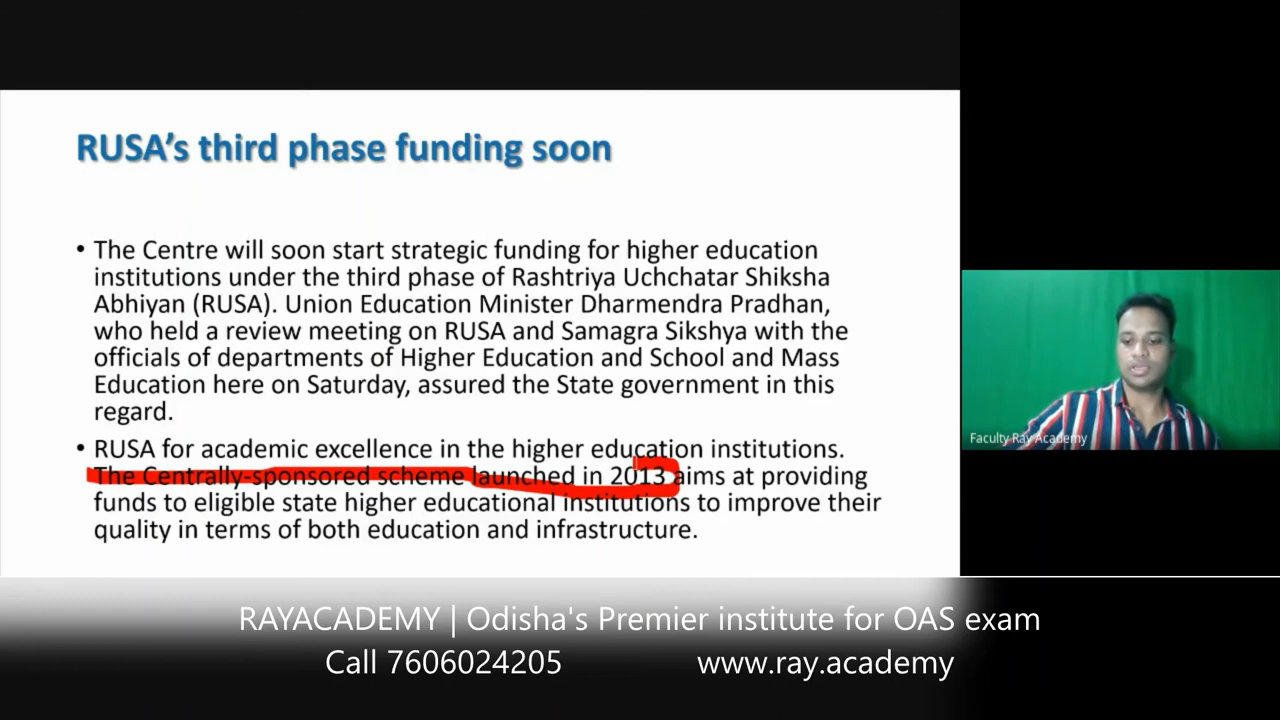 RUSA's third phase funding soon
• The Centre will soon start strategic funding for higher education
institutions under the third phase of Rashtriya Uchchatar Shiksha
Abhiyan (RUSA). Union Education Minister Dharmendra Pradhan,
who held a review meeting on RUSA and Samagra Sikshya with the
officials of departments of Higher Education and School and Mass
Education here on Saturday, assured the State government in this
regard.
• RUSA for academic excellence in the higher education institutions.
The Centrally-sponsored scheme launched in 2013 aims at providing
funds to eligible state higher educational institutions to improve their
quality in terms of both education and infrastructure.
Faculty Ray Academy
RAYACADEMY | Odisha's Premier institute for OAS exam
Call 7606024205 www.ray.academy